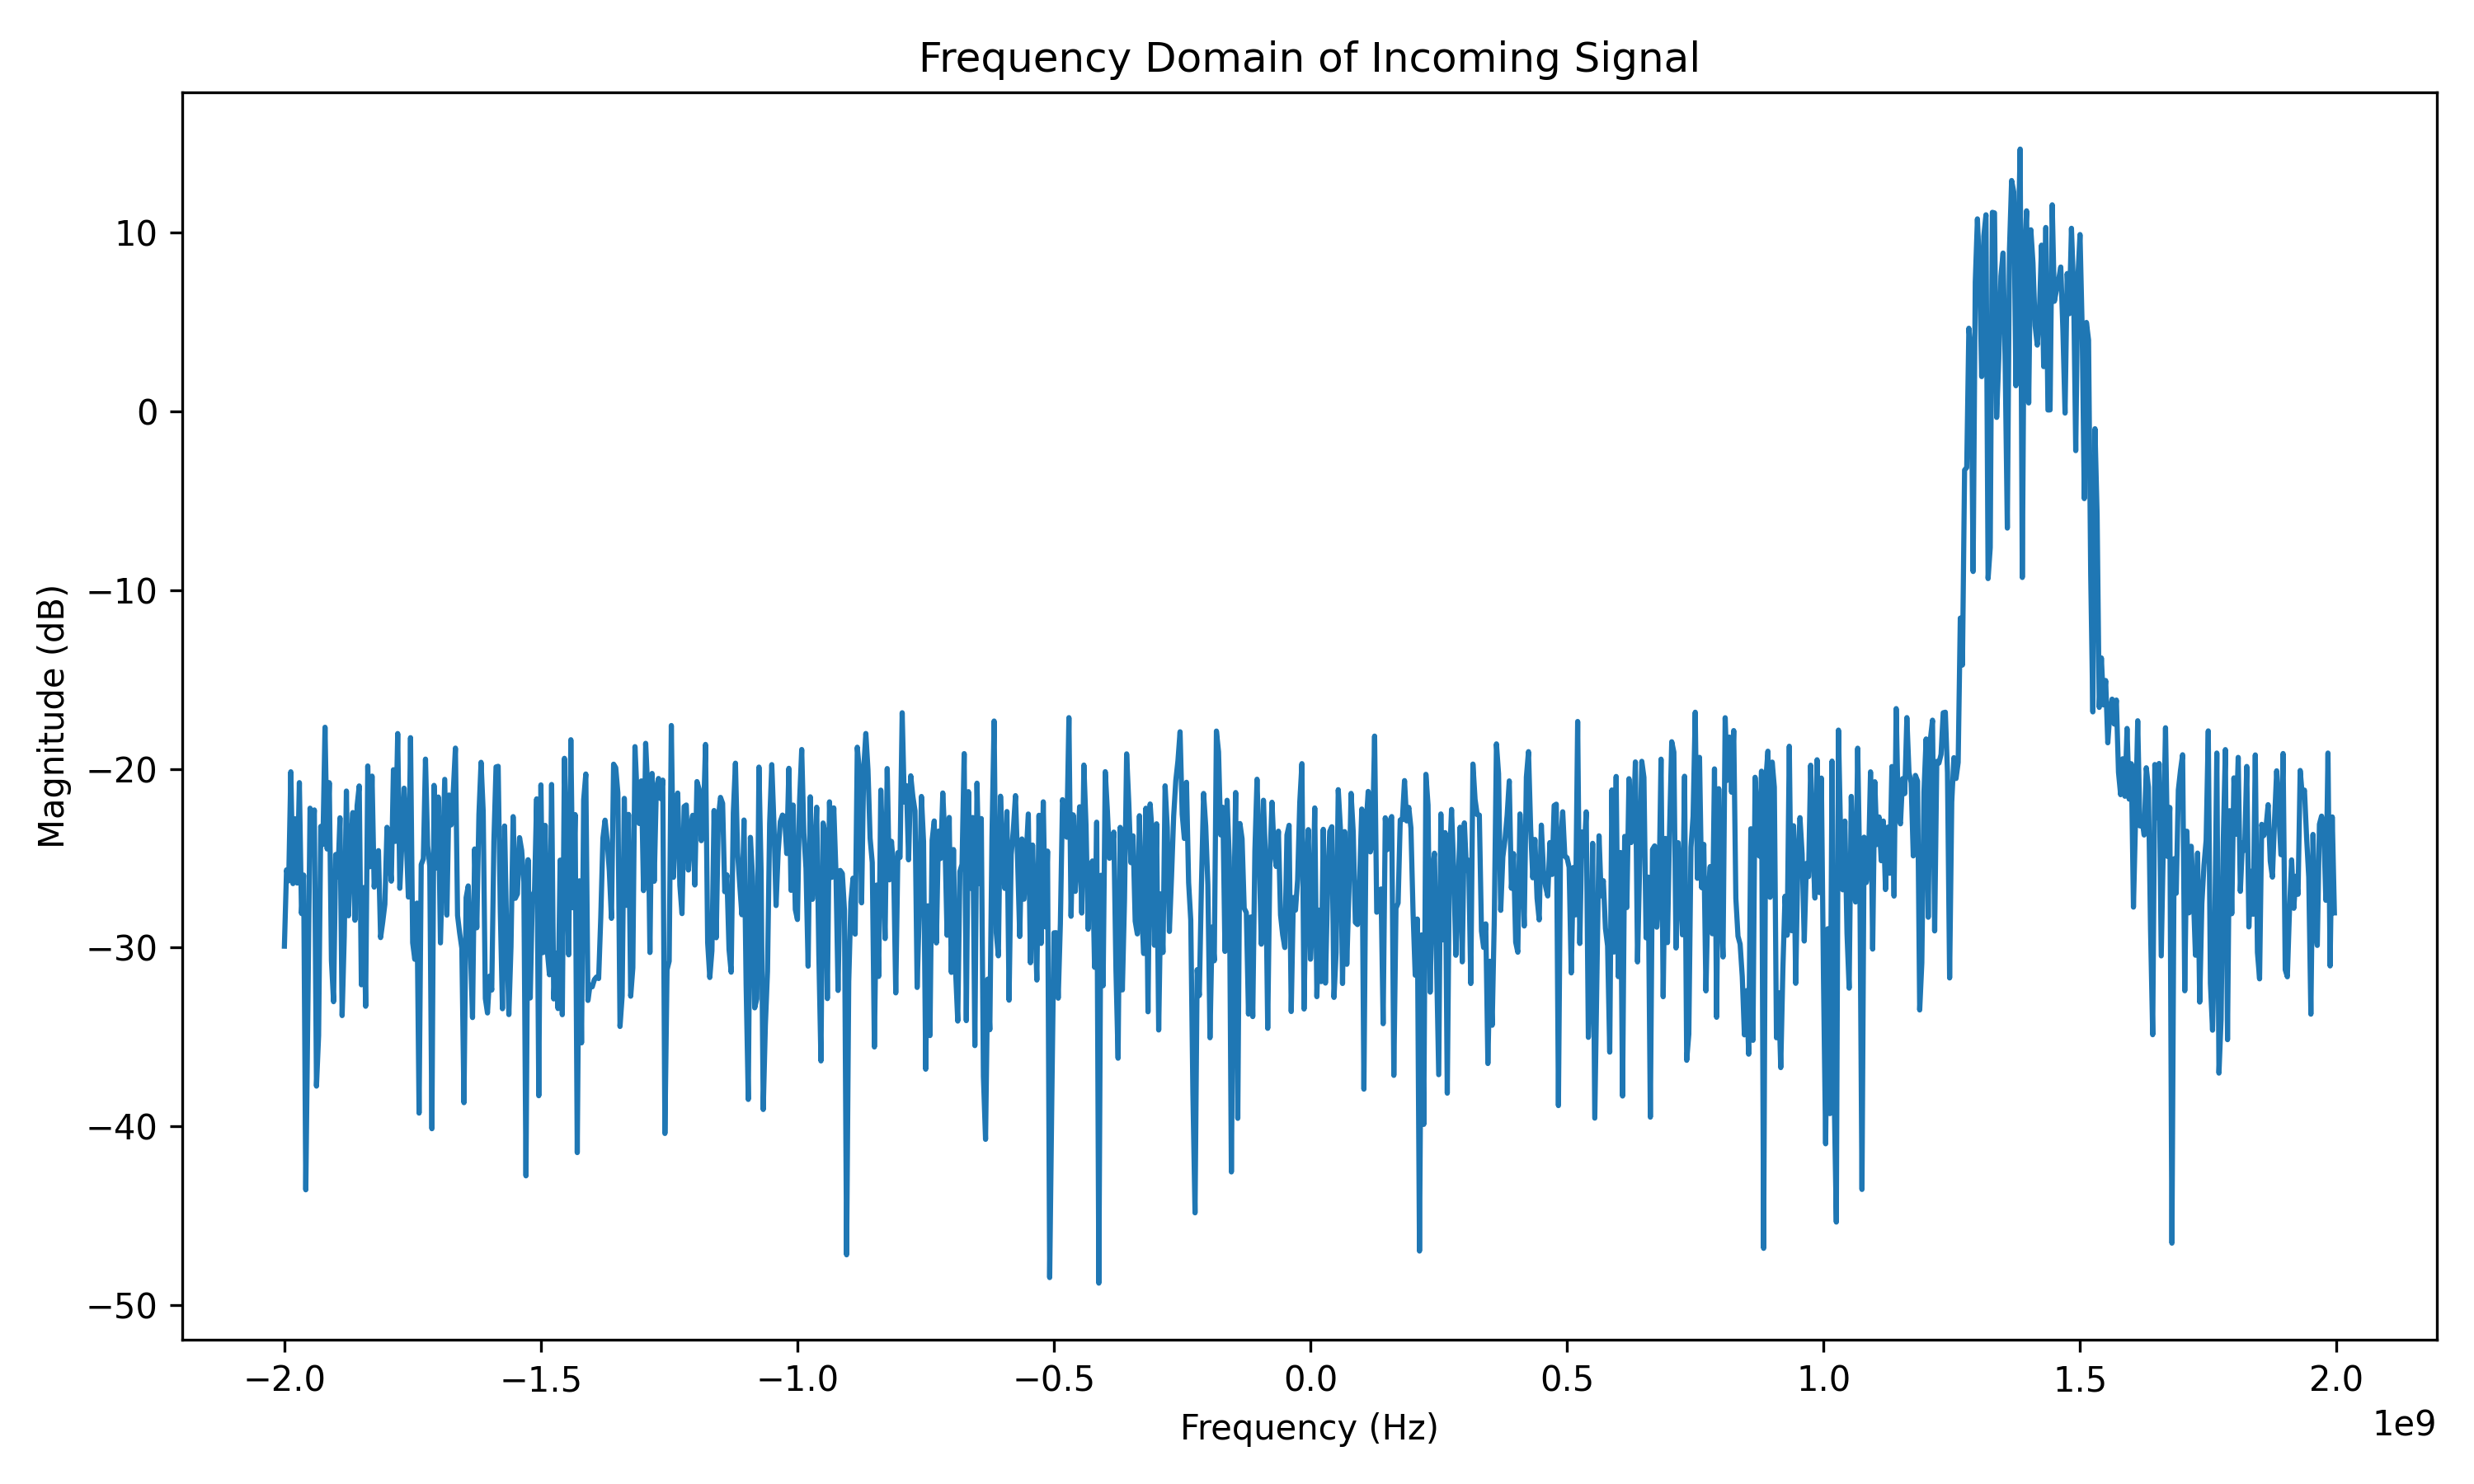 Frequency Domain of Incoming Signal
Magnitude (dB)
10
0
−10
−20
−30
−40
−50
−2.0 −1.5 −1.0 −0.5 0.0 0.5 1.0 1.5 2.0
1e9
Frequency (Hz)